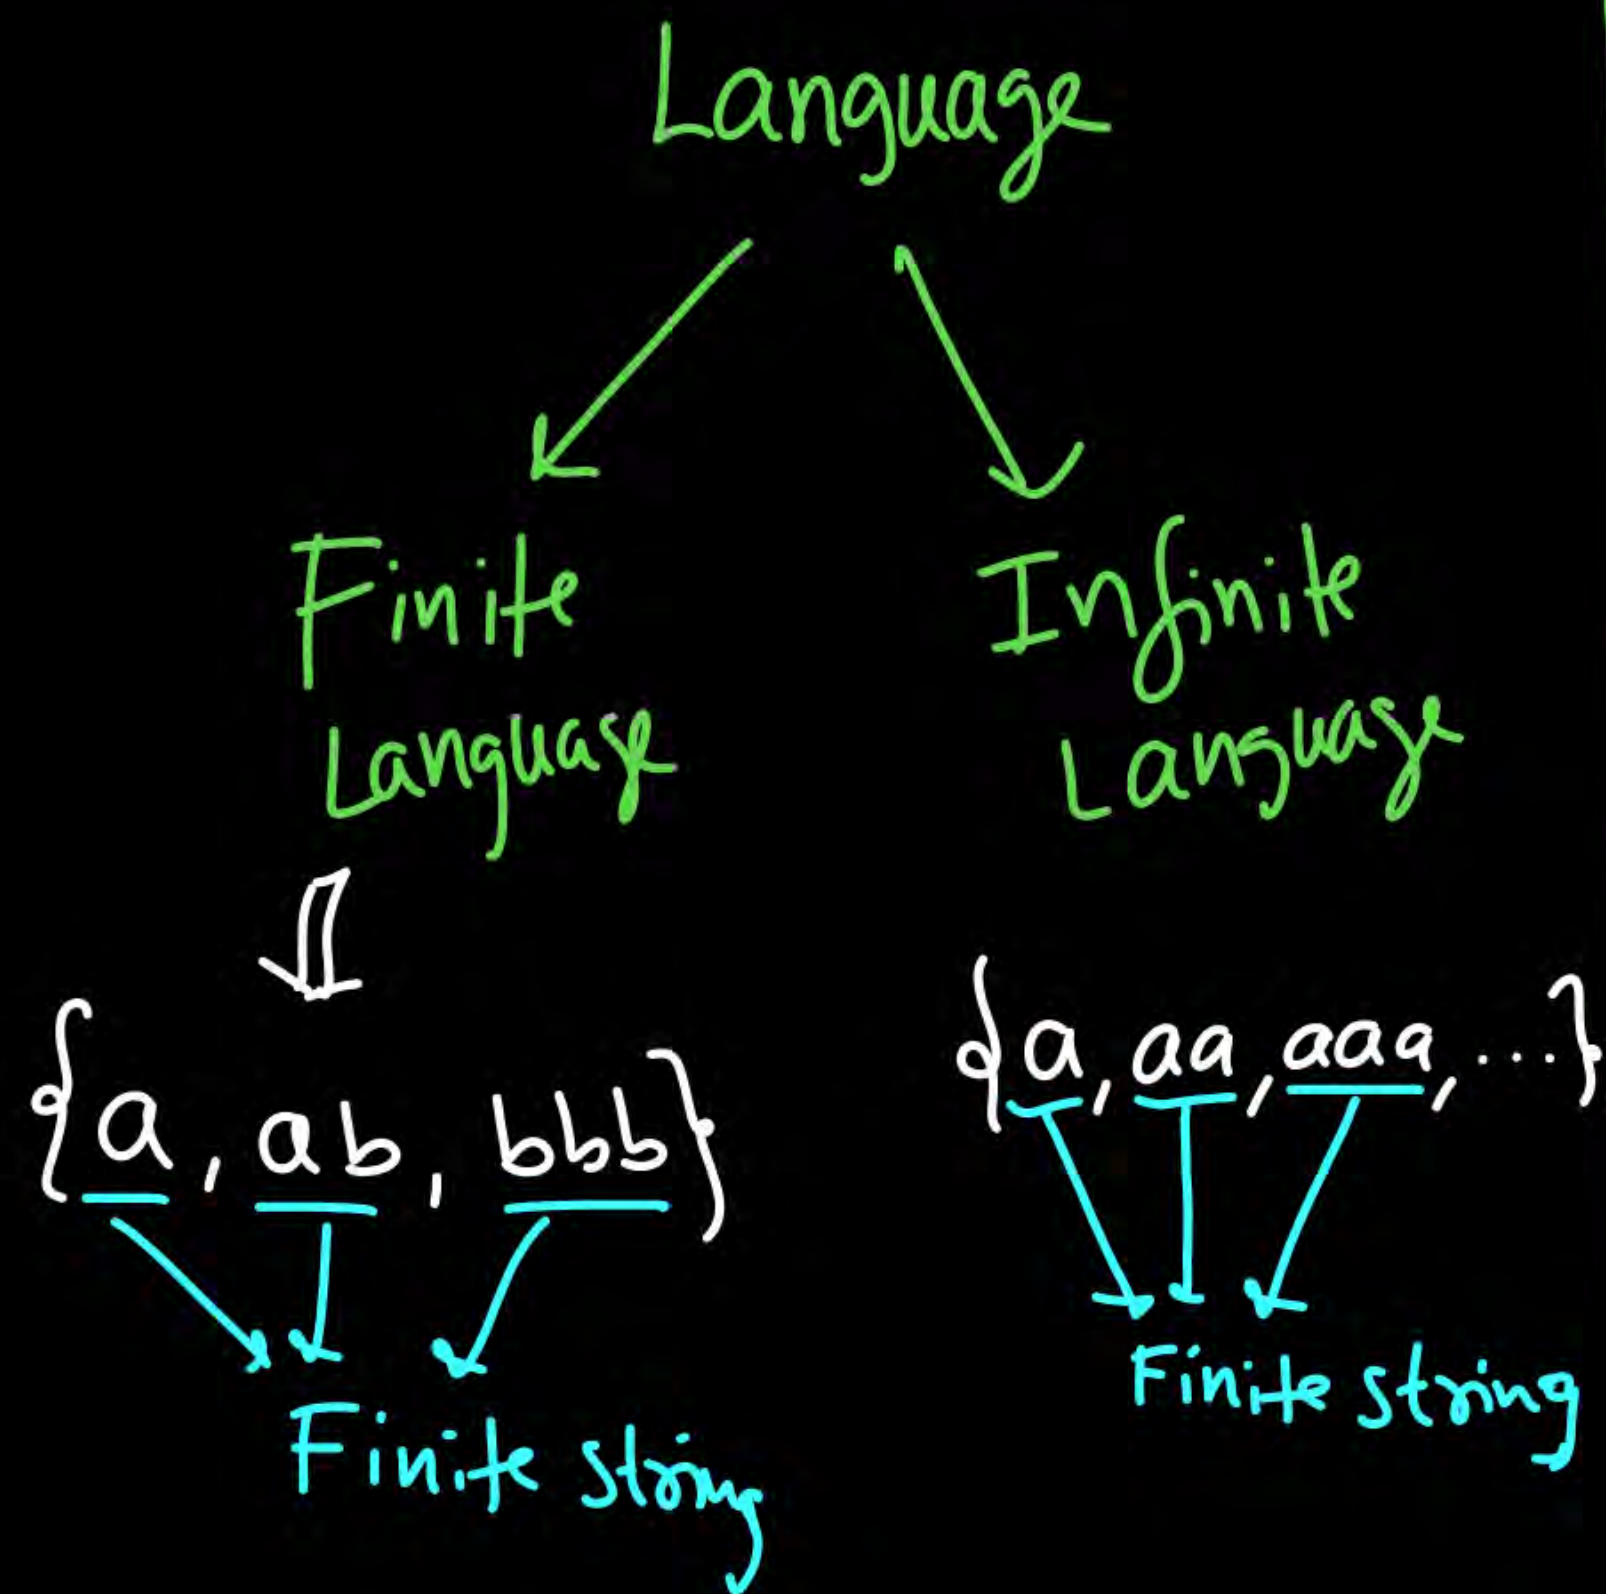 Language
Finite
Language
Infinite
Language
{a, ab, bbb}
Finite string
{a, aa, aaa, ...}
Finite string